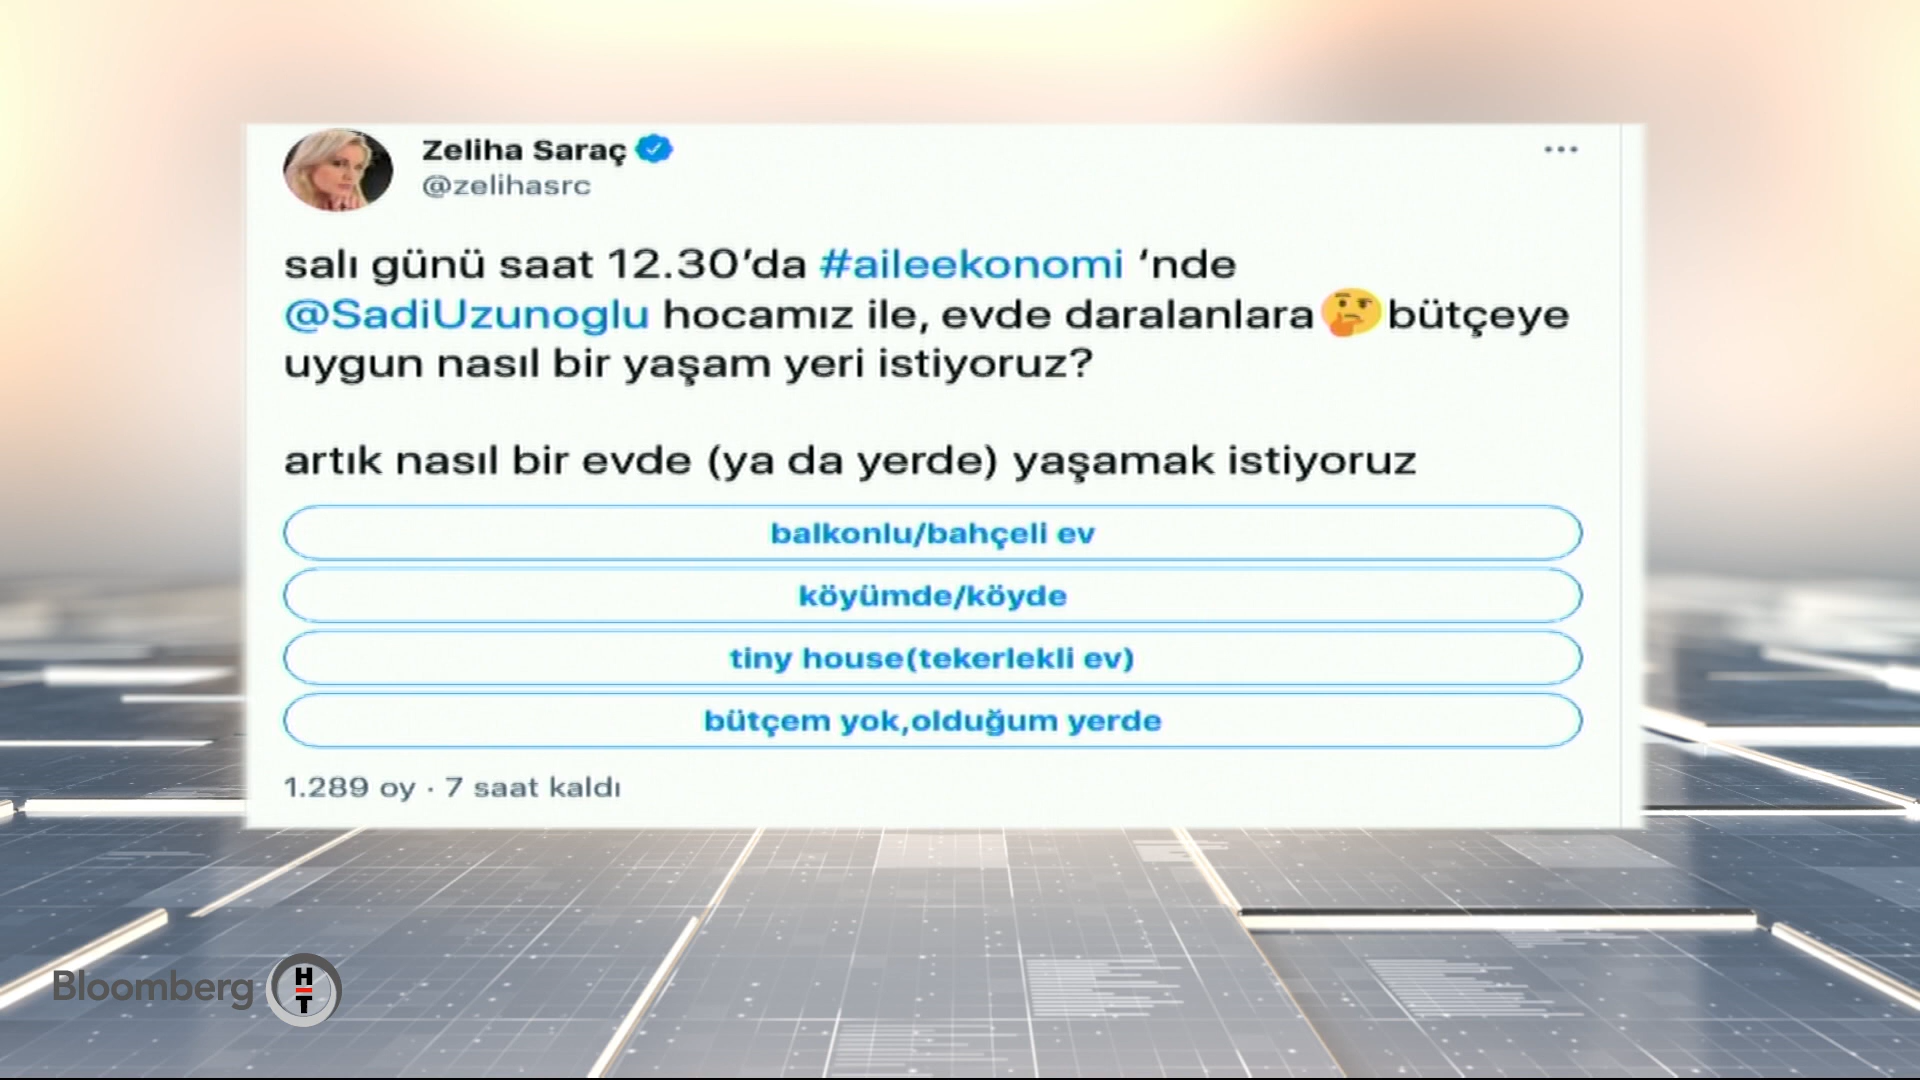 Zeliha Saraç
@zelihasrc
salı günü saat 12.30'da #aileekonomi 'nde
@SadiUzunoglu hocamız ile, evde daralanlara🤔bütçeye
uygun nasıl bir yaşam yeri istiyoruz?
artık nasıl bir evde (ya da yerde) yaşamak istiyoruz
balkonlu/bahçeli ev
köyümde/köyde
tiny house(tekerlekli ev)
bütçem yok,olduğum yerde
1.289 oy · 7 saat kaldı
Bloomberg HT